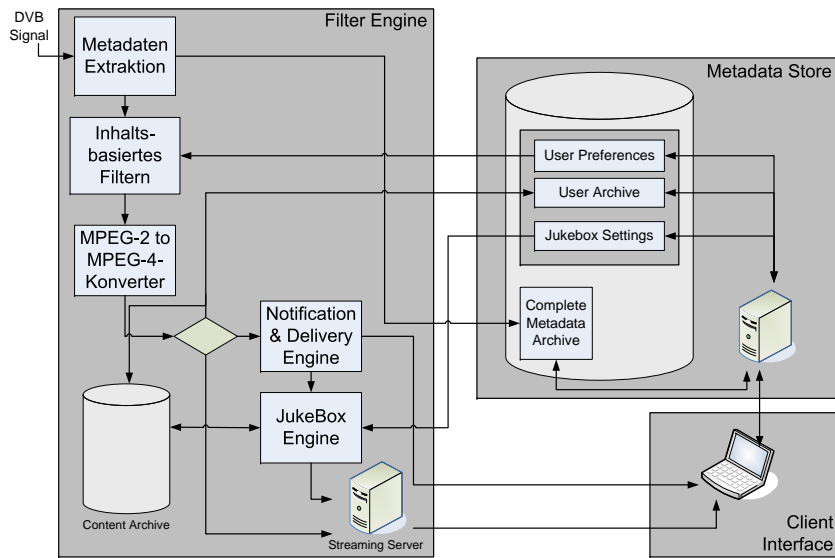 DVB
Signal
Filter Engine
Metadaten
Extraktion
Inhalts-
basiertes
Filtern
MPEG-2 to
MPEG-4-
Konverter
Notification
& Delivery
Engine
JukeBox
Engine
Content Archive
Streaming Server
Metadata Store
User Preferences
User Archive
Jukebox Settings
Complete
Metadata
Archive
Client
Interface